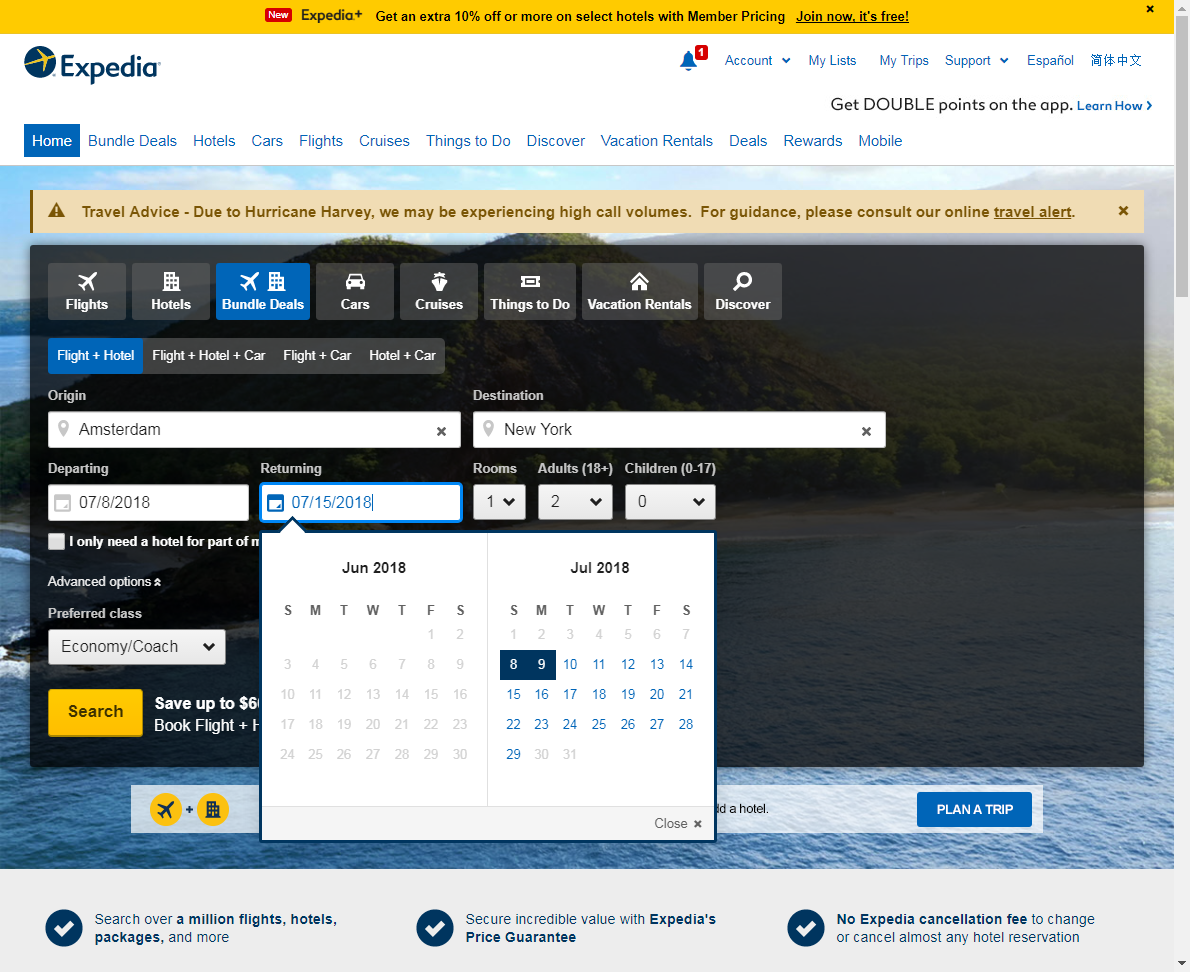 New Expedia+ Get an extra 10% off or more on select hotels with Member Pricing Join now, it's free!
Expedia
1 Account My Lists My Trips Support Español 简体中文
Get DOUBLE points on the app. Learn How
Home Bundle Deals Hotels Cars Flights Cruises Things to Do Discover Vacation Rentals Deals Rewards Mobile
Travel Advice - Due to Hurricane Harvey, we may be experiencing high call volumes. For guidance, please consult our online travel alert.
Flights Hotels Bundle Deals Cars Cruises Things to Do Vacation Rentals Discover
Flight + Hotel Flight + Hotel + Car Flight + Car Hotel + Car
Origin Destination
Amsterdam New York
Departing Returning Rooms Adults (18+) Children (0-17)
07/8/2018 07/15/2018 1 2 0
I only need a hotel for part of
Advanced options
Preferred class
Economy/Coach
Search
Save up to $6
Book Flight +
Jun 2018
S M T W T F S
1 2
3 4 5 6 7 8 9
10 11 12 13 14 15 16
17 18 19 20 21 22 23
24 25 26 27 28 29 30
Jul 2018
S M T W T F S
1 2 3 4 5 6 7
8 9 10 11 12 13 14
15 16 17 18 19 20 21
22 23 24 25 26 27 28
29 30 31
Close
+ a hotel. PLAN A TRIP
Search over a million flights, hotels,
packages, and more
Secure incredible value with Expedia's
Price Guarantee
No Expedia cancellation fee to change
or cancel almost any hotel reservation